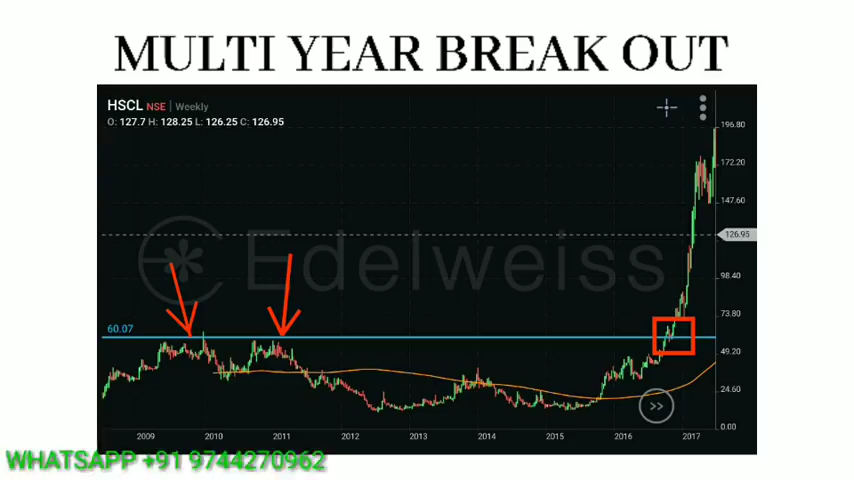 MULTI YEAR BREAK OUT
HSCL NSE | Weekly
O: 127.7 H: 128.25 L: 126.25 C: 126.95
196.80
172.20
147.60
126.95
98.40
73.80
49.20
24.60
0.00
Edelweiss
60.07
>>
2009 2010 2011 2012 2013 2014 2015 2016 2017
WHATSAPP +91 9744270962